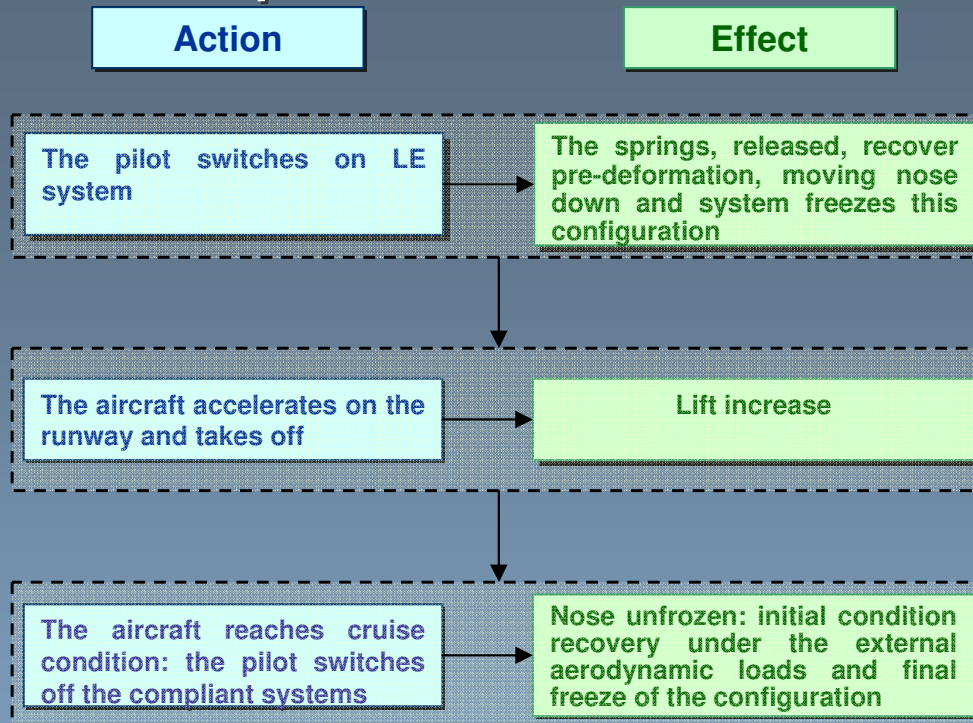 Action
Effect
The pilot switches on LE
system
The springs, released, recover
pre-deformation, moving nose
down and system freezes this
configuration
The aircraft accelerates on the
runway and takes off
Lift increase
The aircraft reaches cruise
condition: the pilot switches
off the compliant systems
Nose unfrozen: initial condition
recovery under the external
aerodynamic loads and final
freeze of the configuration